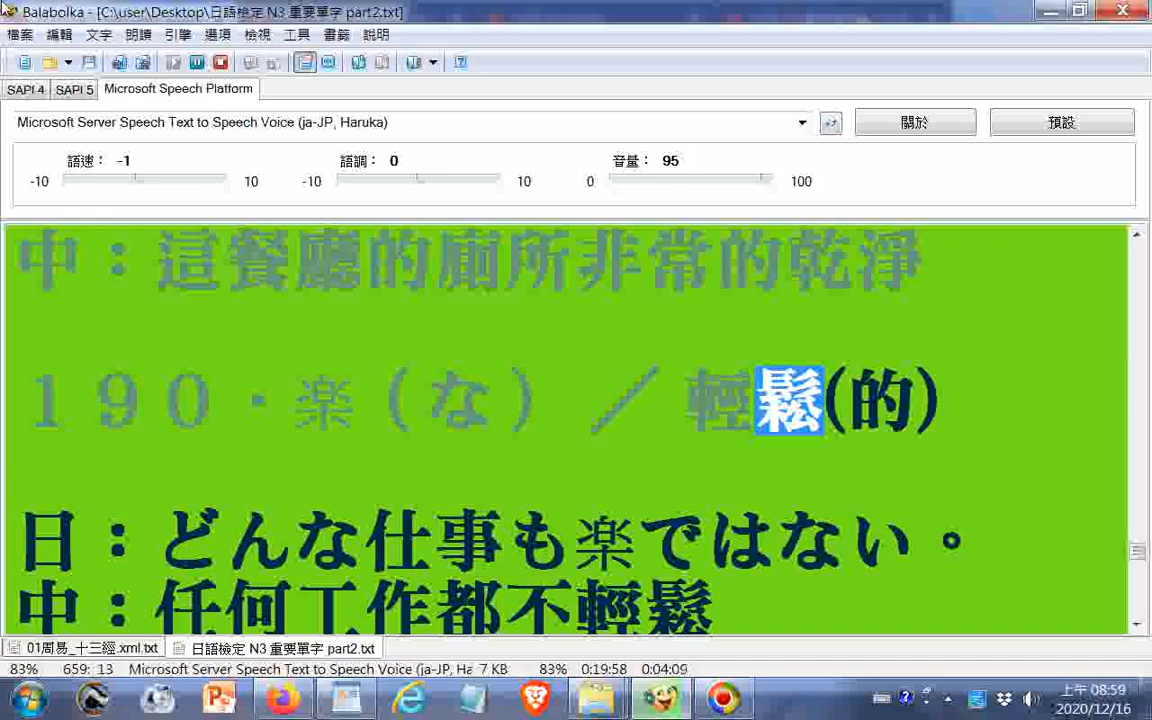 Balabolka - [C:\user\Desktop\日語檢定 N3 重要單字 part2.txt]
檔案 編輯 文字 朗讀 引擎 選項 檢視 工具 書籤 說明
SAPI 4 SAPI 5 Microsoft Speech Platform
Microsoft Server Speech Text to Speech Voice (ja-JP, Haruka) 關於 預設
語速： -1 語調： 0 音量： 95
-10 10 -10 10 0 100
中：這餐廳的廁所非常的乾淨
１９０．楽（な）／輕鬆(的)
日：どんな仕事も楽ではない。
中：任何工作都不輕鬆
01周易_十三經.xml.txt 日語檢定 N3 重要單字 part2.txt
83% 659: 13 Microsoft Server Speech Text to Speech Voice (ja-JP, Ha 7 KB 83% 0:19:58 0:04:09
上午 08:59
2020/12/16